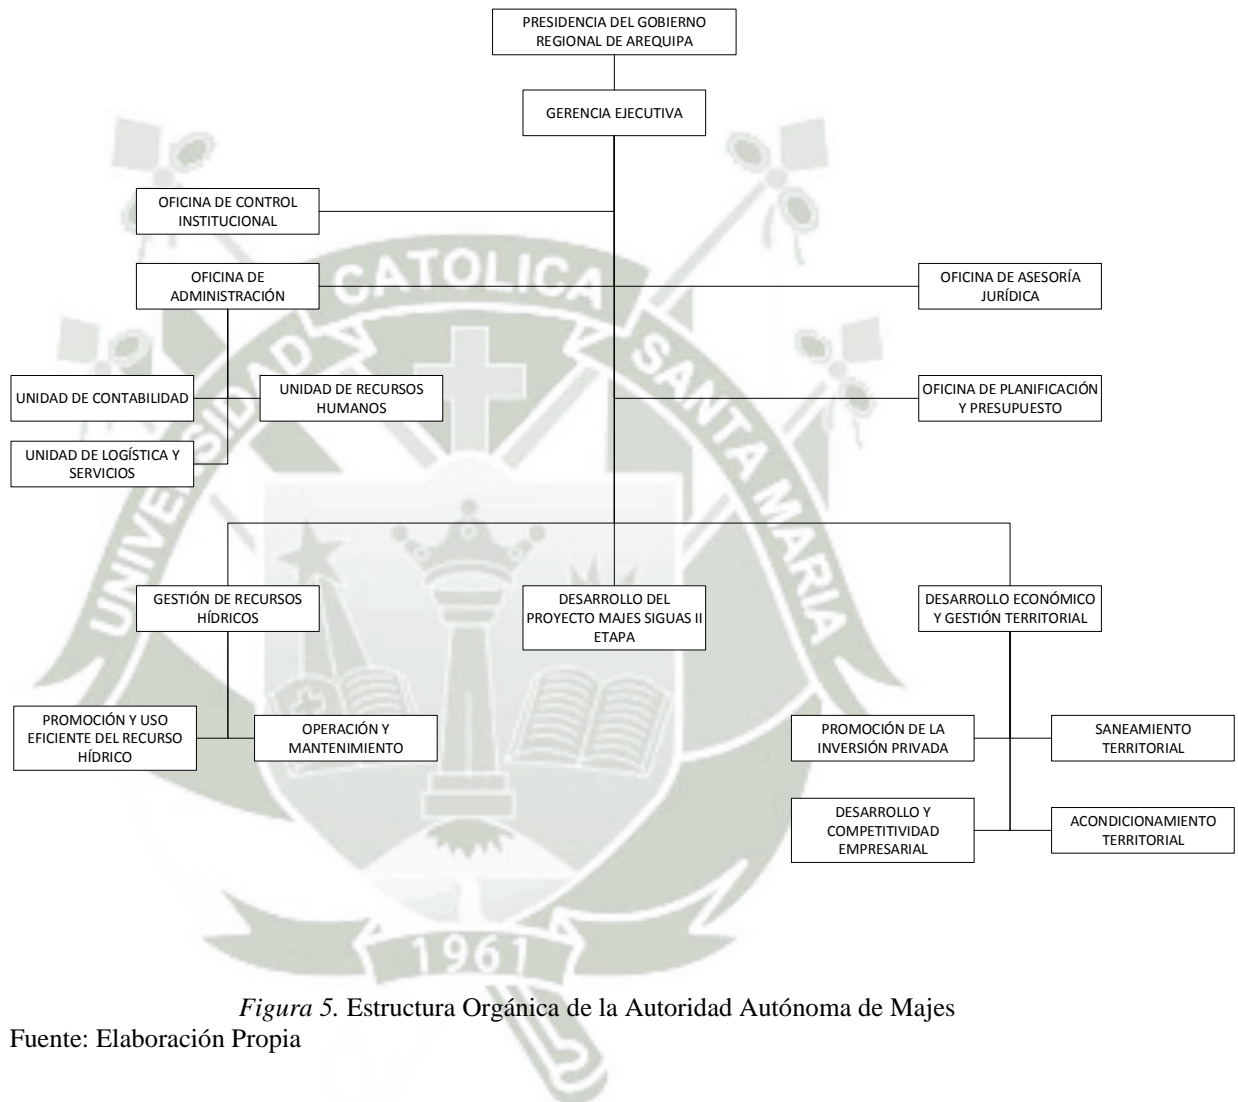 PRESIDENCIA DEL GOBIERNO
REGIONAL DE AREQUIPA
GERENCIA EJECUTIVA
OFICINA DE CONTROL
INSTITUCIONAL
OFICINA DE
ADMINISTRACIÓN
OFICINA DE ASESORÍA
JURÍDICA
UNIDAD DE CONTABILIDAD
UNIDAD DE RECURSOS
HUMANOS
OFICINA DE PLANIFICACIÓN
Y PRESUPUESTO
UNIDAD DE LOGÍSTICA Y
SERVICIOS
GESTIÓN DE RECURSOS
HÍDRICOS
DESARROLLO DEL
PROYECTO MAJES SIGUAS II
ETAPA
DESARROLLO ECONÓMICO
Y GESTIÓN TERRITORIAL
PROMOCIÓN Y USO
EFICIENTE DEL RECURSO
HÍDRICO
OPERACIÓN Y
MANTENIMIENTO
PROMOCIÓN DE LA
INVERSIÓN PRIVADA
SANEAMIENTO
TERRITORIAL
DESARROLLO Y
COMPETITIVIDAD
EMPRESARIAL
ACONDICIONAMIENTO
TERRITORIAL
UNIVERSIDAD CATOLICA SANTA MARIA
1961
Figura 5. Estructura Orgánica de la Autoridad Autónoma de Majes
Fuente: Elaboración Propia